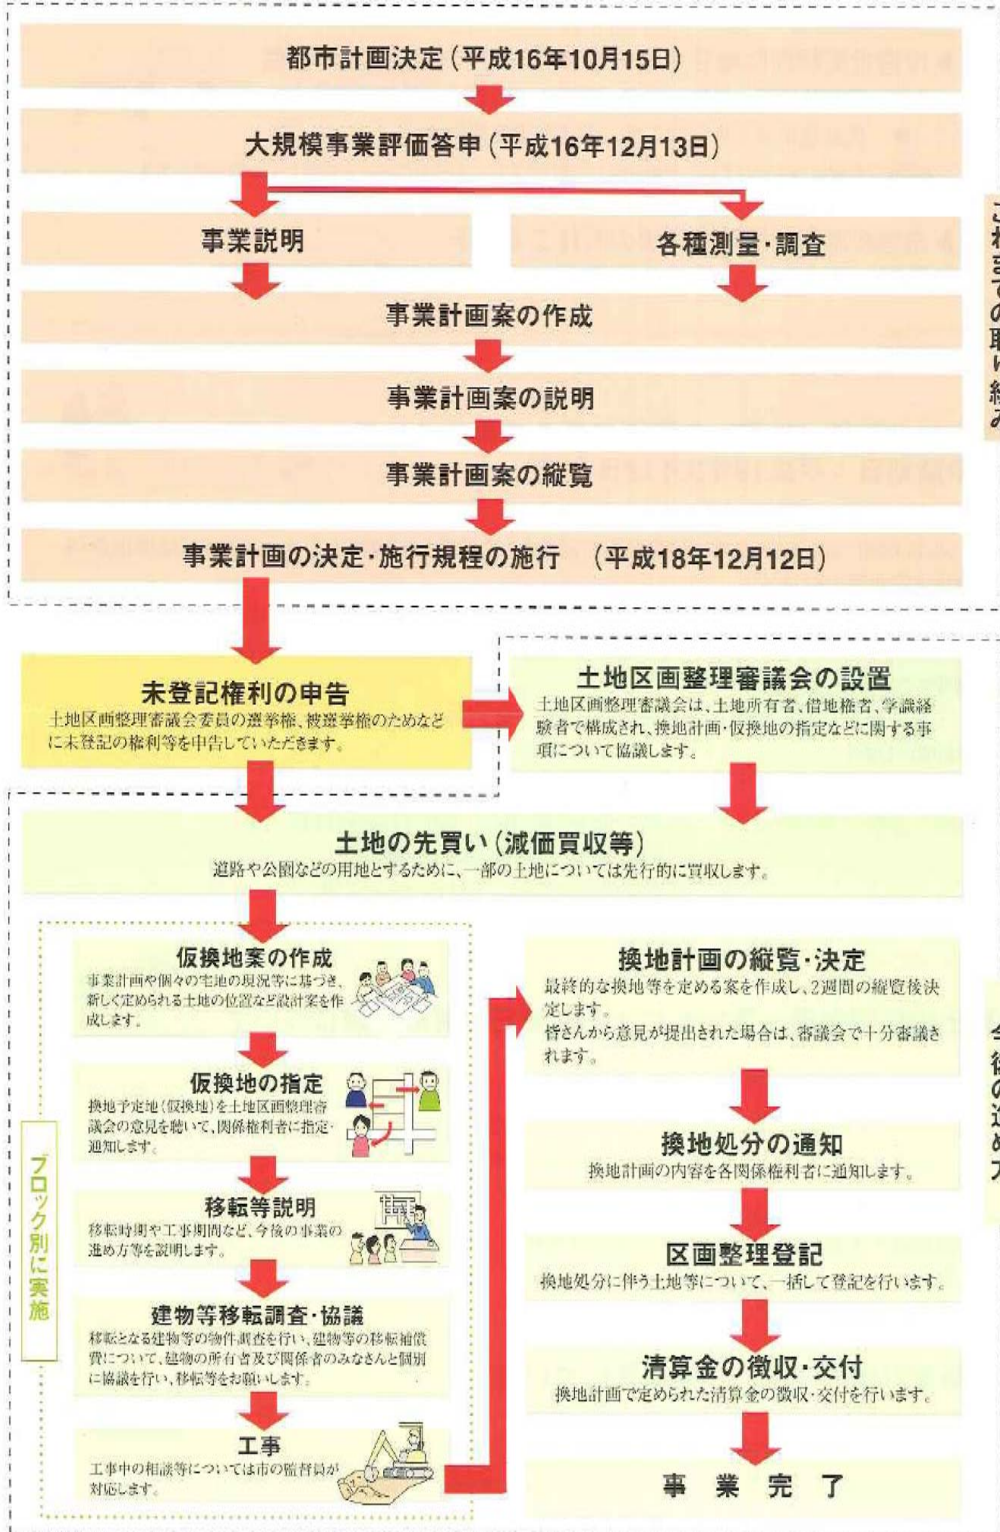 都市計画決定(平成16年10月15日)
大規模事業評価答申(平成16年12月13日)
事業説明
各種測量・調査
事業計画案の作成
事業計画案の説明
事業計画案の縦覧
事業計画の決定・施行規程の施行　(平成18年12月12日)
これまでの取り組み
未登記権利の申告
土地区画整理審議会委員の選挙権、被選挙権のためなど
に未登記の権利等を申告していただきます。
土地区画整理審議会の設置
土地区画整理審議会は、土地所有者、借地権者、学識経
験者で構成され、換地計画・仮換地の指定などに関する事
項について協議します。
土地の先買い(減価買収等)
道路や公園などの用地とするために、一部の土地については先行的に買収します。
ブロック別に実施
仮換地案の作成
事業計画や個々の宅地の現況等に基づき、
新しく定められる土地の位置など設計案を作
成します。
仮換地の指定
換地予定地(仮換地)を土地区画整理審
議会の意見を聴いて、関係権利者に指定・
通知します。
移転等説明
移転時期や工事期間など、今後の事業の
進め方等を説明します。
建物等移転調査・協議
移転となる建物等の物件調査を行い、建物等の移転補償
費について、建物の所有者及び関係者のみなさんと個別
に協議を行い、移転等をお願いします。
工事
工事中の相談等については市の監督員が
対応します。
換地計画の縦覧・決定
最終的な換地等を定める案を作成し、2週間の縦覧後決
定します。
皆さんから意見が提出された場合は、審議会で十分審議さ
れます。
換地処分の通知
換地計画の内容を各関係権利者に通知します。
区画整理登記
換地処分に伴う土地等について、一括して登記を行います。
清算金の徴収・交付
換地計画で定められた清算金の徴収・交付を行います。
事業完了
今後の進め方